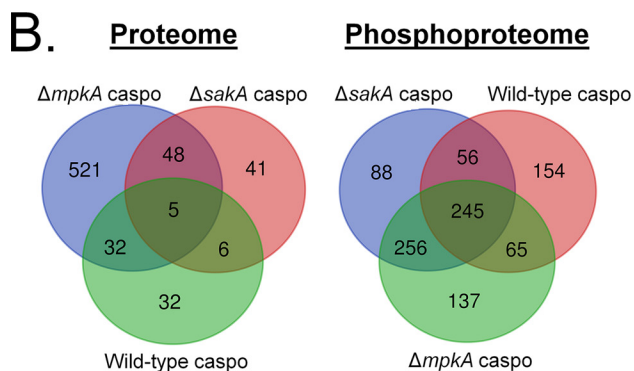 B.
Proteome
Phosphoproteome
ΔmpkA caspo
ΔsakA caspo
521
48
41
5
32
6
32
Wild-type caspo
ΔsakA caspo
Wild-type caspo
88
56
154
245
256
65
137
ΔmpkA caspo